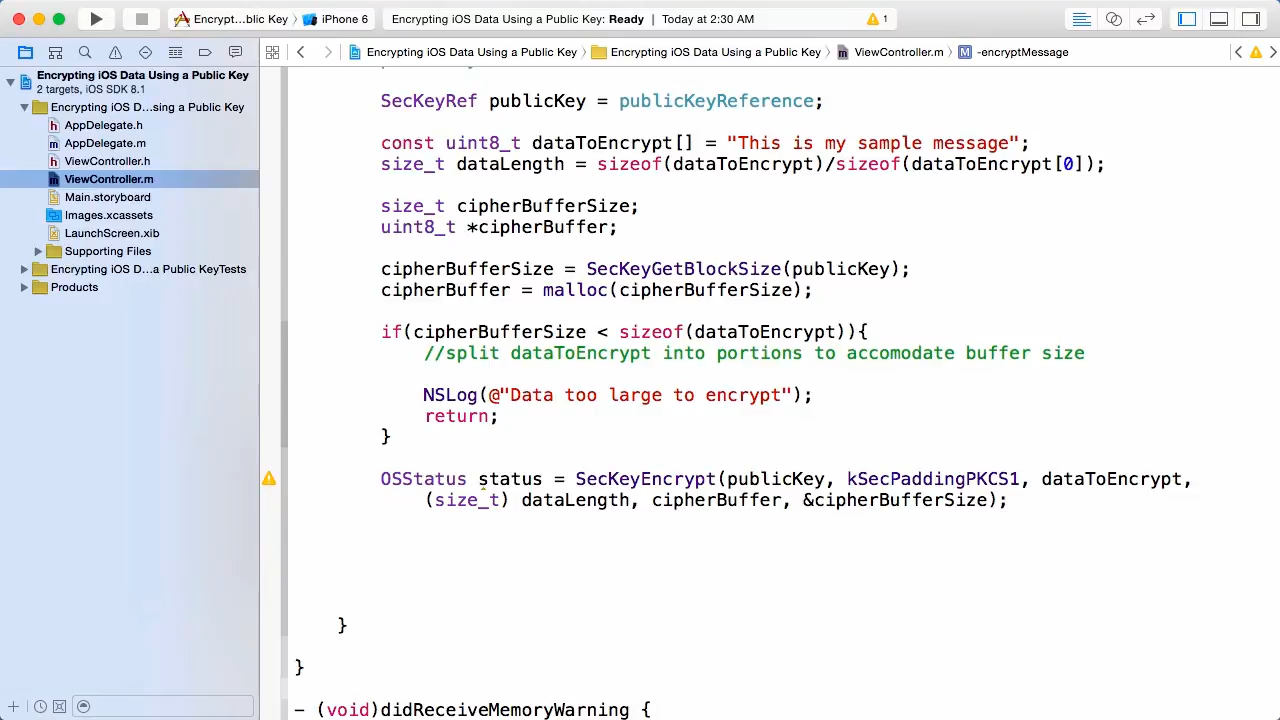 Encrypt...blic Key 〉 iPhone 6
Encrypting iOS Data Using a Public Key: Ready | Today at 2:30 AM
1
Encrypting iOS Data Using a Public Key 〉 Encrypting iOS Data Using a Public Key 〉 ViewController.m 〉 M -encryptMessage
Encrypting iOS Data Using a Public Key
2 targets, iOS SDK 8.1
Encrypting iOS D...sing a Public Key
h AppDelegate.h
m AppDelegate.m
h ViewController.h
m ViewController.m
Main.storyboard
Images.xcassets
LaunchScreen.xib
Supporting Files
Encrypting iOS D...a Public KeyTests
Products
SecKeyRef publicKey = publicKeyReference;
const uint8_t dataToEncrypt[] = "This is my sample message";
size_t dataLength = sizeof(dataToEncrypt)/sizeof(dataToEncrypt[0]);
size_t cipherBufferSize;
uint8_t *cipherBuffer;
cipherBufferSize = SecKeyGetBlockSize(publicKey);
cipherBuffer = malloc(cipherBufferSize);
if(cipherBufferSize < sizeof(dataToEncrypt)){
//split dataToEncrypt into portions to accomodate buffer size
NSLog(@"Data too large to encrypt");
return;
}
OSStatus status = SecKeyEncrypt(publicKey, kSecPaddingPKCS1, dataToEncrypt,
(size_t) dataLength, cipherBuffer, &cipherBufferSize);
}
}
- (void)didReceiveMemoryWarning {